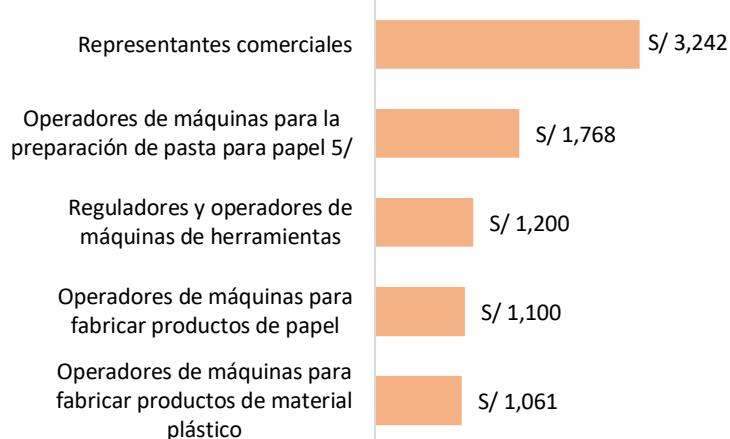 Representantes comerciales
S/ 3,242
Operadores de máquinas para la
preparación de pasta para papel 5/
S/ 1,768
Reguladores y operadores de
máquinas de herramientas
S/ 1,200
Operadores de máquinas para
fabricar productos de papel
S/ 1,100
Operadores de máquinas para
fabricar productos de material
plástico
S/ 1,061